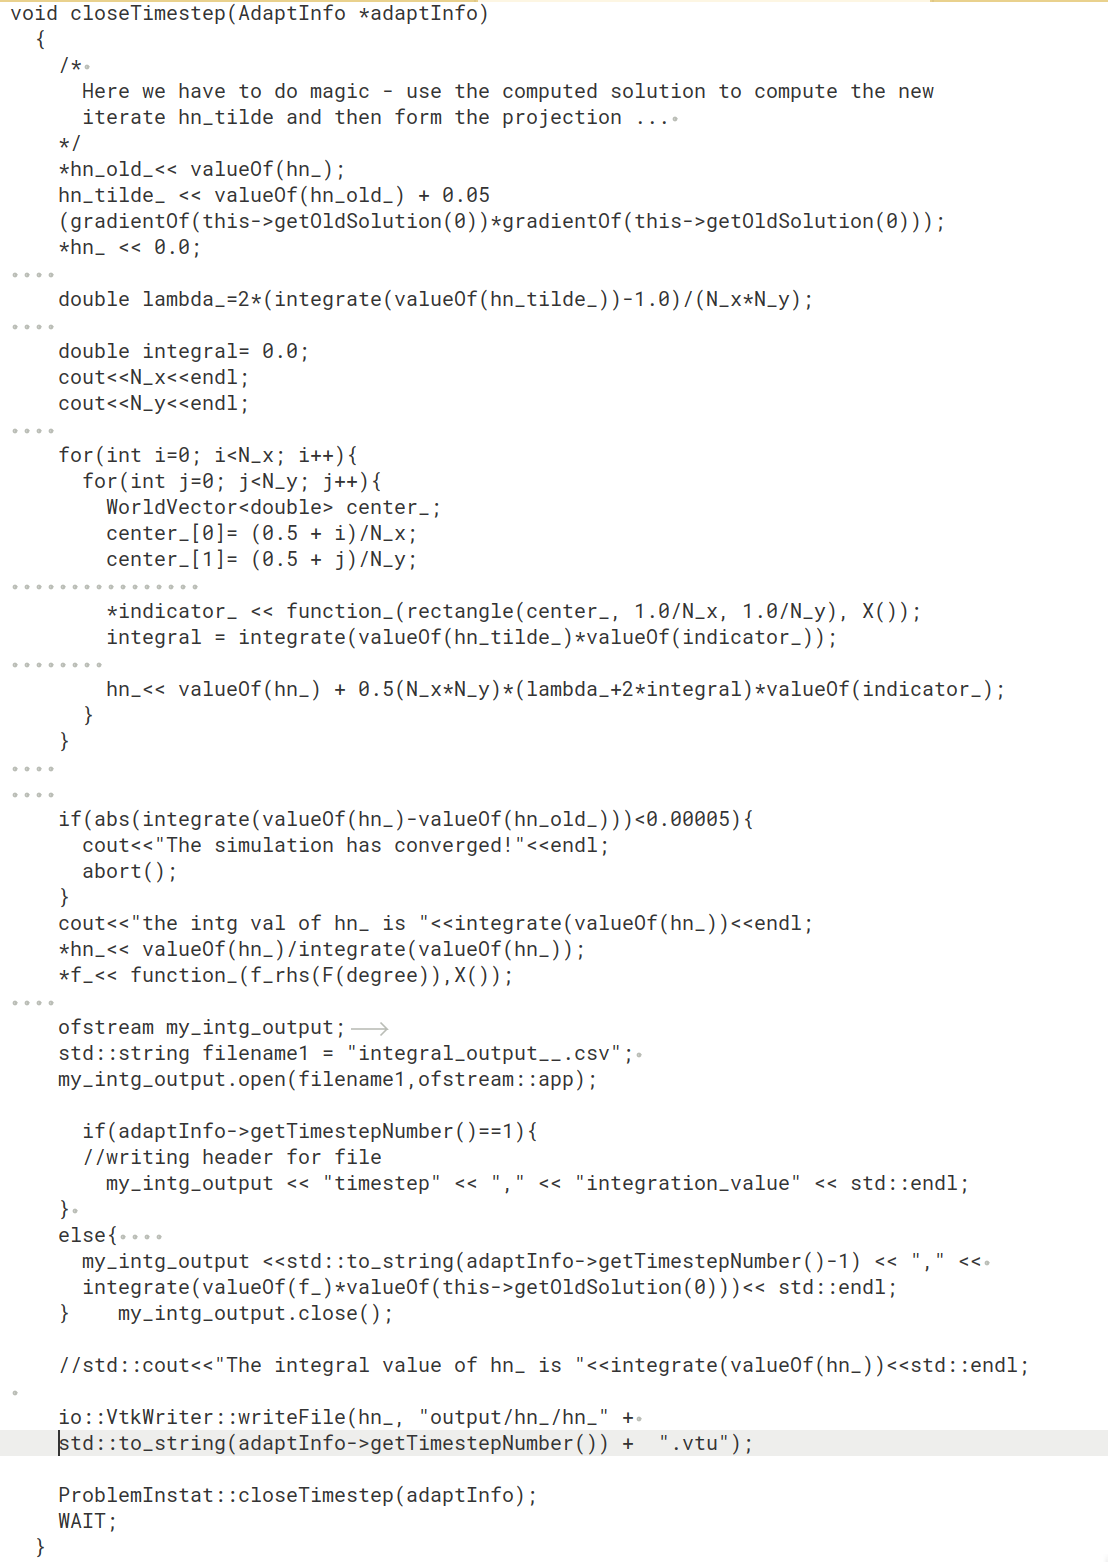 void closeTimestep(AdaptInfo *adaptInfo)
{
/*
Here we have to do magic - use the computed solution to compute the new
iterate hn_tilde and then form the projection ...
*/
*hn_old_<< valueOf(hn_);
hn_tilde_ << valueOf(hn_old_) + 0.05
(gradientOf(this->getOldSolution(0))*gradientOf(this->getOldSolution(0)));
*hn_ << 0.0;
double lambda_=2*(integrate(valueOf(hn_tilde_))-1.0)/(N_x*N_y);
double integral= 0.0;
cout<<N_x<<endl;
cout<<N_y<<endl;
for(int i=0; i<N_x; i++){
for(int j=0; j<N_y; j++){
WorldVector<double> center_;
center_[0]= (0.5 + i)/N_x;
center_[1]= (0.5 + j)/N_y;
*indicator_ << function_(rectangle(center_, 1.0/N_x, 1.0/N_y), X());
integral = integrate(valueOf(hn_tilde_)*valueOf(indicator_));
hn_<< valueOf(hn_) + 0.5(N_x*N_y)*(lambda_+2*integral)*valueOf(indicator_);
}
}
if(abs(integrate(valueOf(hn_)-valueOf(hn_old_)))<0.00005){
cout<<"The simulation has converged!"<<endl;
abort();
}
cout<<"the intg val of hn_ is "<<integrate(valueOf(hn_))<<endl;
*hn_<< valueOf(hn_)/integrate(valueOf(hn_));
*f_<< function_(f_rhs(F(degree)),X());
ofstream my_intg_output;
std::string filename1 = "integral_output__.csv";
my_intg_output.open(filename1,ofstream::app);
if(adaptInfo->getTimestepNumber()==1){
//writing header for file
my_intg_output << "timestep" << "," << "integration_value" << std::endl;
}
else{
my_intg_output <<std::to_string(adaptInfo->getTimestepNumber()-1) << "," <<
integrate(valueOf(f_)*valueOf(this->getOldSolution(0)))<< std::endl;
}    my_intg_output.close();
//std::cout<<"The integral value of hn_ is "<<integrate(valueOf(hn_))<<std::endl;
io::VtkWriter::writeFile(hn_, "output/hn_/hn_" +
std::to_string(adaptInfo->getTimestepNumber()) +  ".vtu");
ProblemInstat::closeTimestep(adaptInfo);
WAIT;
}